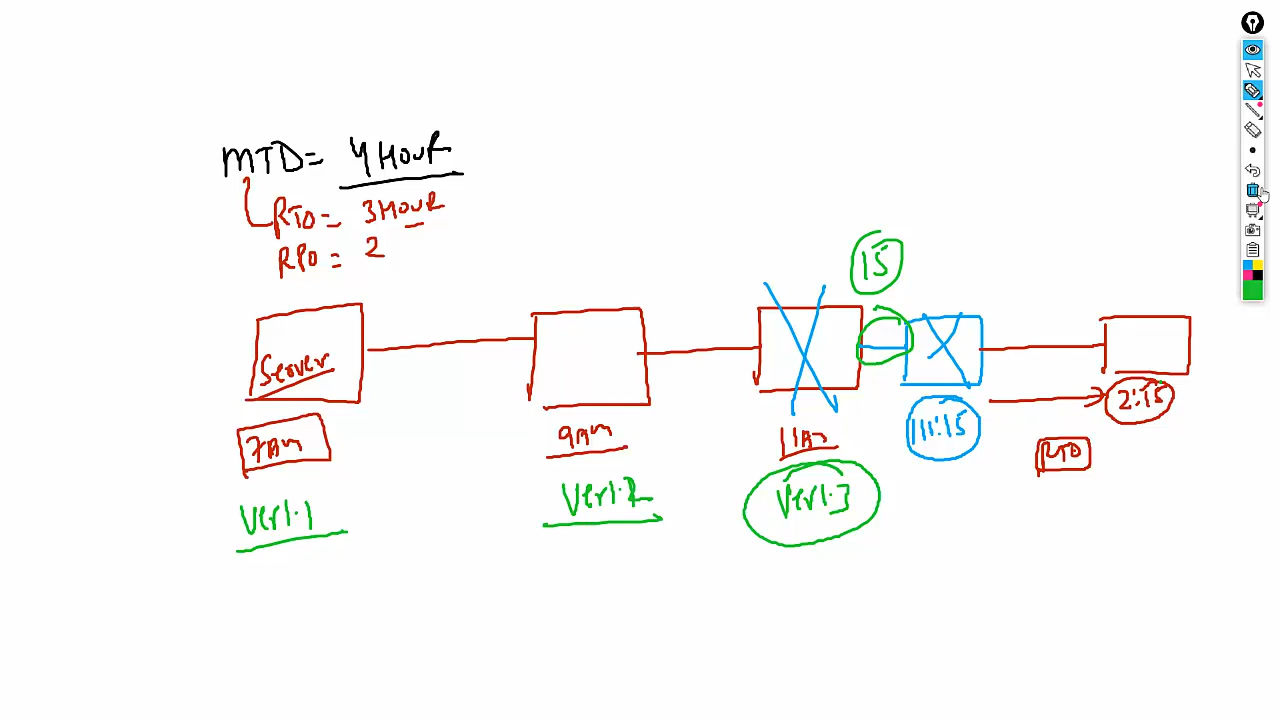 MTD= 4 HOUR
RTO= 3 HOUR
RPO = 2
15
Server
2:15
7AM
9AM
11AM
11:15
RTO
Ver1.1
Ver1.2
Ver1.3